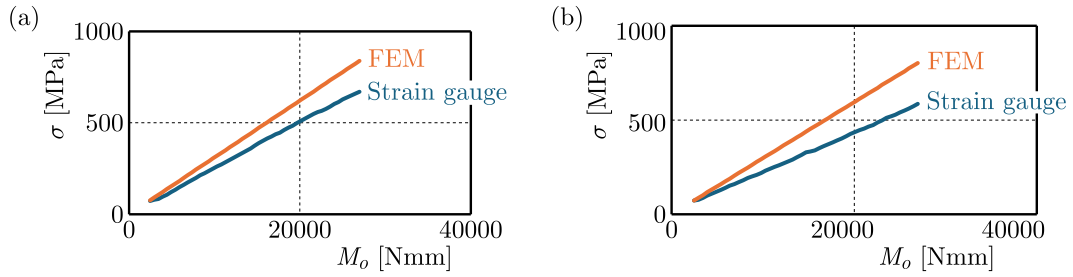 (a)
1000
FEM
Strain gauge
σ [MPa]
500
0
0
20000
40000
M_o [Nmm]
(b)
1000
FEM
Strain gauge
σ [MPa]
500
0
0
20000
40000
M_o [Nmm]